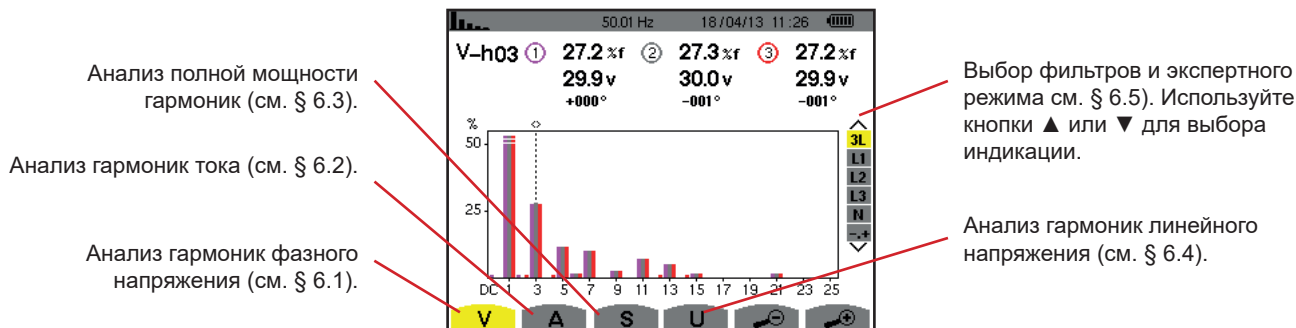 50.01 Hz 18/04/13 11:26
V-h03 1 27.2 %f 2 27.3 %f 3 27.2 %f
29.9 v 30.0 v 29.9 v
+000° -001° -001°
Анализ полной мощности
гармоник (см. § 6.3).
Анализ гармоник тока (см. § 6.2).
Анализ гармоник фазного
напряжения (см. § 6.1).
%
50
25
DC 1 3 5 7 9 11 13 15 17 19 21 23 25
3L
L1
L2
L3
N
-.+
V A S U
Выбор фильтров и экспертного
режима см. § 6.5). Используйте
кнопки ▲ или ▼ для выбора
индикации.
Анализ гармоник линейного
напряжения (см. § 6.4).